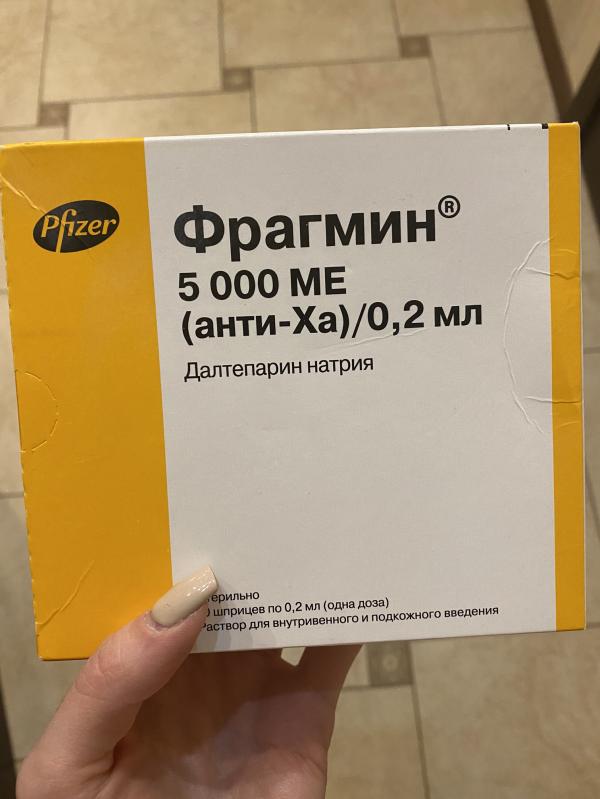 Pfizer
Фрагмин®
5 000 МЕ
(анти-Ха)/0,2 мл
Далтепарин натрия
шприцев по 0,2 мл (одна доза)
Раствор для внутривенного и подкожного введения